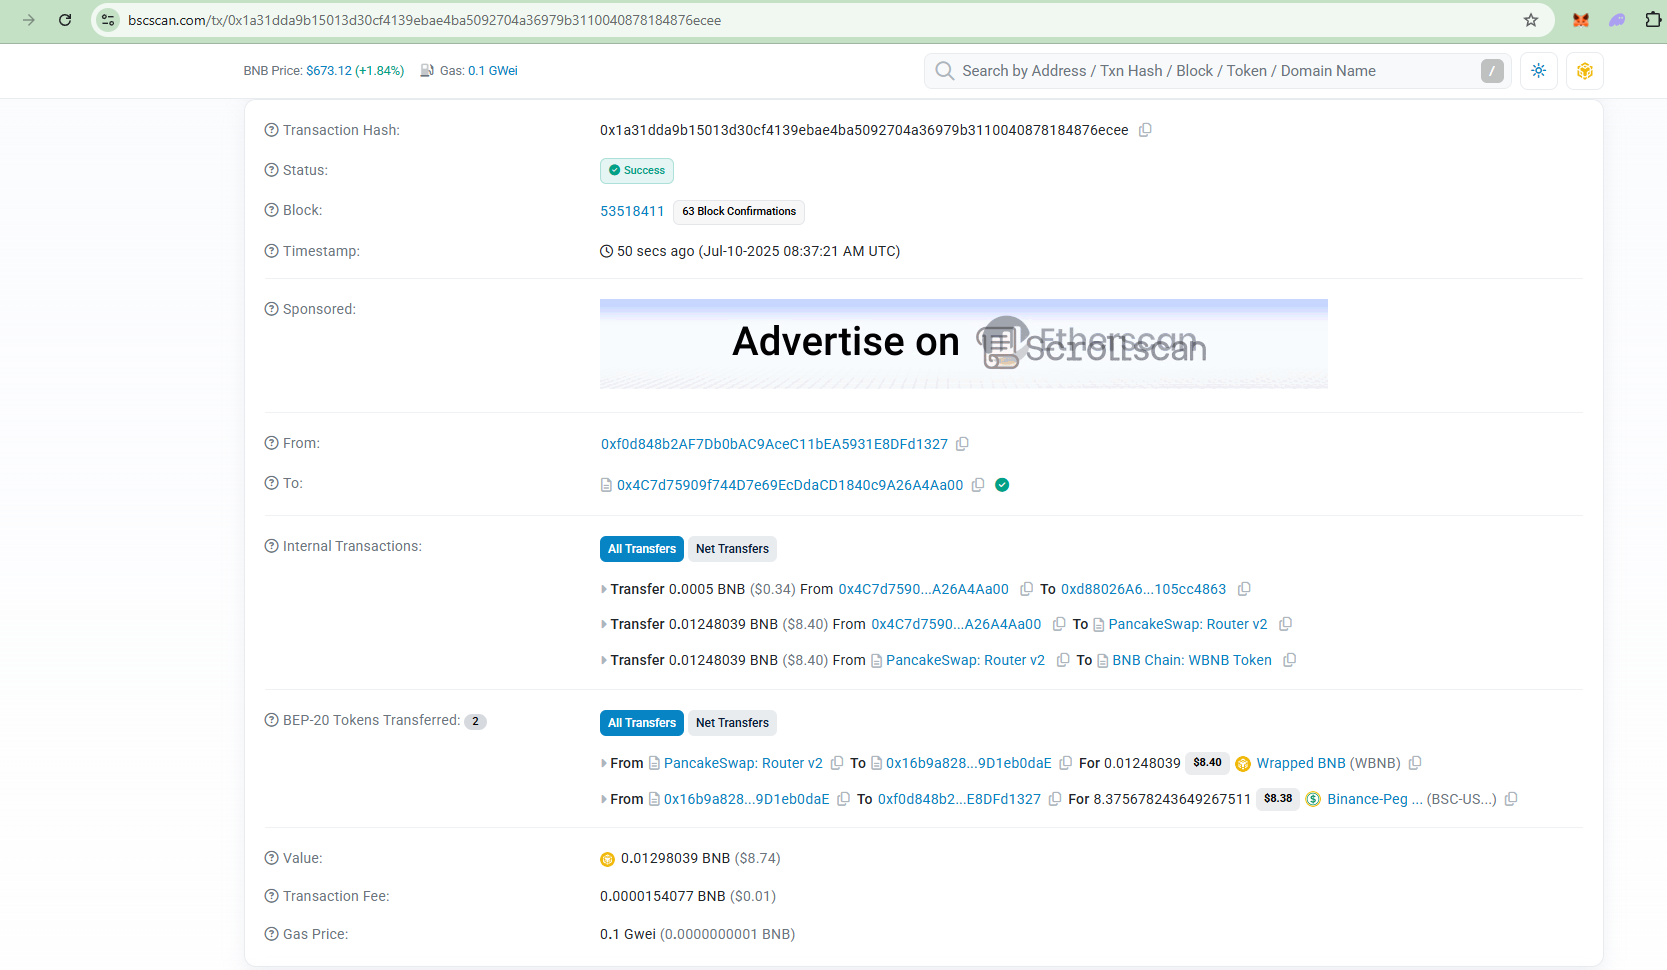 bscscan.com/tx/0x1a31dda9b15013d30cf4139ebae4ba5092704a36979b3110040878184876ecee
BNB Price: $673.12 (+1.84%) Gas: 0.1 GWei
Search by Address / Txn Hash / Block / Token / Domain Name /
Transaction Hash: 0x1a31dda9b15013d30cf4139ebae4ba5092704a36979b3110040878184876ecee
Status: Success
Block: 53518411 63 Block Confirmations
Timestamp: 50 secs ago (Jul-10-2025 08:37:21 AM UTC)
Sponsored: Advertise on Etherscan Scrollscan
From: 0xf0d848b2AF7Db0bAC9AceC11bEA5931E8DFd1327
To: 0x4C7d75909f744D7e69EcDdaCD1840c9A26A4Aa00
Internal Transactions: All Transfers Net Transfers
Transfer 0.0005 BNB ($0.34) From 0x4C7d7590...A26A4Aa00 To 0xd88026A6...105cc4863
Transfer 0.01248039 BNB ($8.40) From 0x4C7d7590...A26A4Aa00 To PancakeSwap: Router v2
Transfer 0.01248039 BNB ($8.40) From PancakeSwap: Router v2 To BNB Chain: WBNB Token
BEP-20 Tokens Transferred: 2 All Transfers Net Transfers
From PancakeSwap: Router v2 To 0x16b9a828...9D1eb0daE For 0.01248039 $8.40 Wrapped BNB (WBNB)
From 0x16b9a828...9D1eb0daE To 0xf0d848b2...E8DFd1327 For 8.375678243649267511 $8.38 Binance-Peg ... (BSC-US...)
Value: 0.01298039 BNB ($8.74)
Transaction Fee: 0.0000154077 BNB ($0.01)
Gas Price: 0.1 Gwei (0.0000000001 BNB)